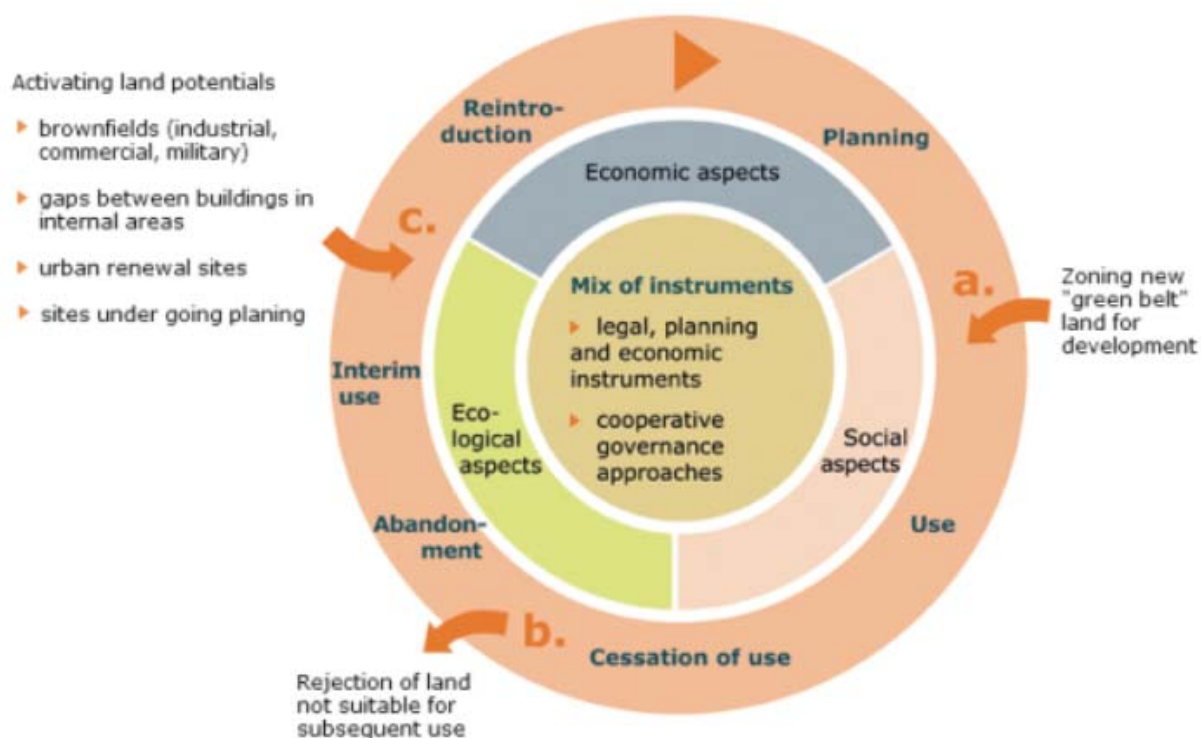 Activating land potentials
brownfields (industrial,
commercial, military)
gaps between buildings in
internal areas
urban renewal sites
sites under going planing
Reintro-
duction
Planning
Economic aspects
c.
a.
Zoning new
"green belt"
land for
development
Mix of instruments
legal, planning
and economic
instruments
cooperative
governance
approaches
Interim
use
Eco-
logical
aspects
Social
aspects
Abandon-
ment
Use
b.
Cessation of use
Rejection of land
not suitable for
subsequent use